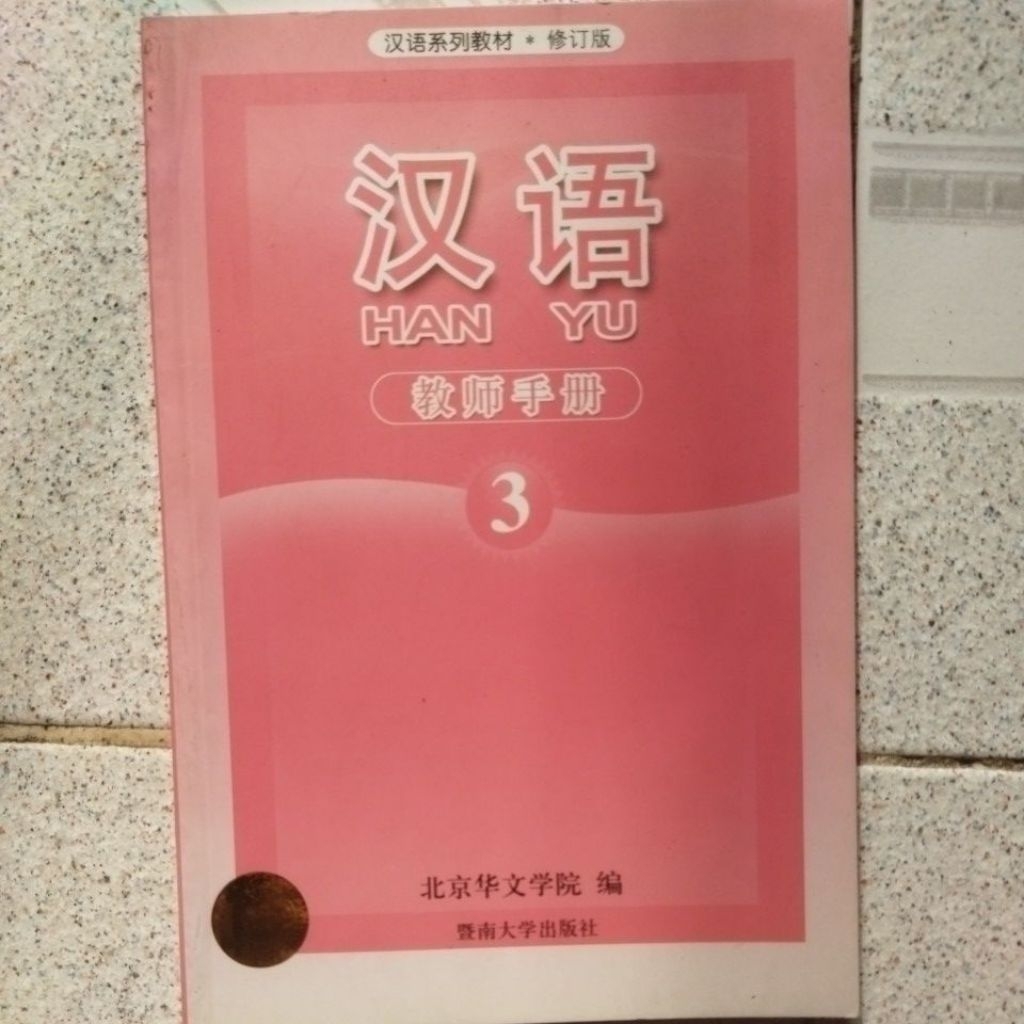 汉语系列教材 * 修订版
汉语
HAN YU
教师手册
3
北京华文学院 编
暨南大学出版社